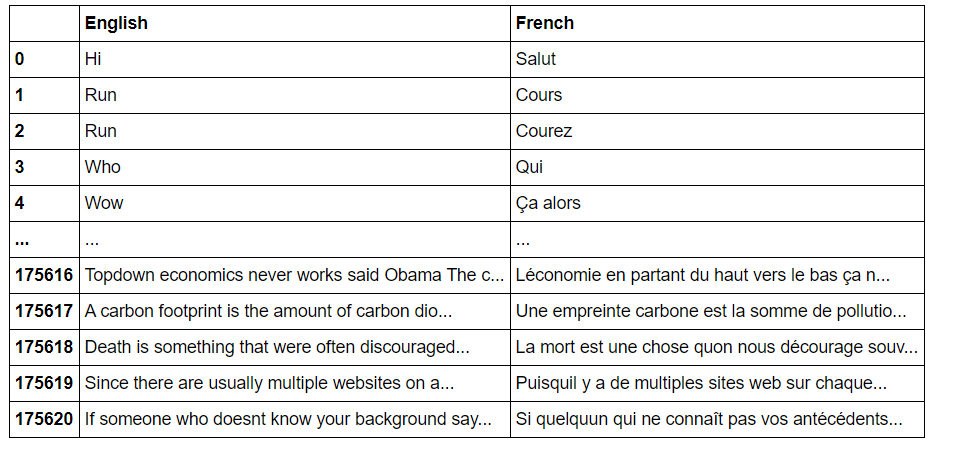 English French
0 Hi Salut
1 Run Cours
2 Run Courez
3 Who Qui
4 Wow Ça alors
... ... ...
175616 Topdown economics never works said Obama The c... Léconomie en partant du haut vers le bas ça n...
175617 A carbon footprint is the amount of carbon dio... Une empreinte carbone est la somme de pollutio...
175618 Death is something that were often discouraged... La mort est une chose quon nous décourage souv...
175619 Since there are usually multiple websites on a... Puisquil y a de multiples sites web sur chaque...
175620 If someone who doesnt know your background say... Si quelquun qui ne connaît pas vos antécédents...